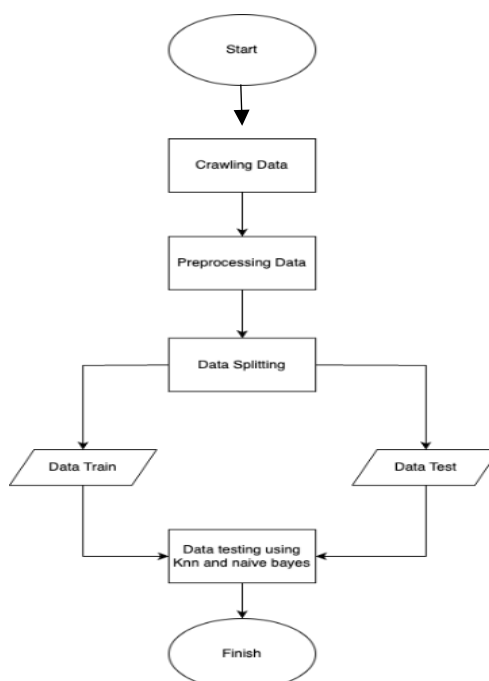 Start
Crawling Data
Preprocessing Data
Data Splitting
Data Train
Data Test
Data testing using
Knn and naive bayes
Finish